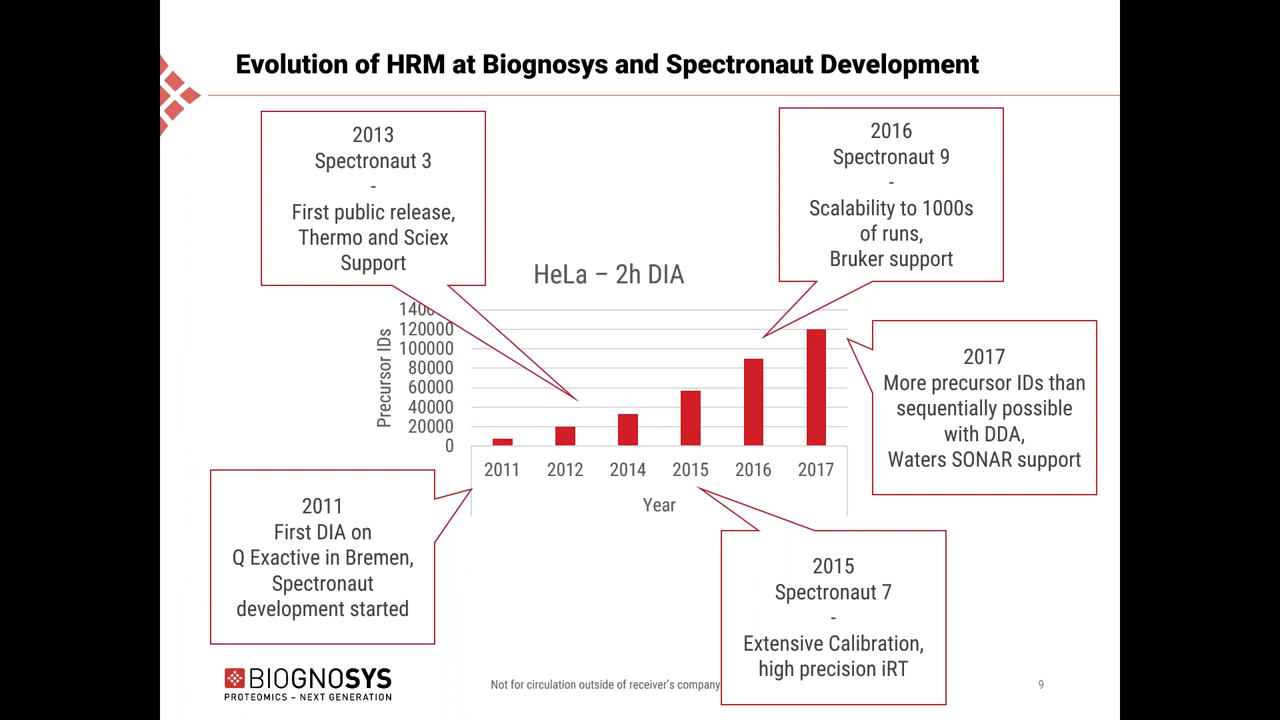 Evolution of HRM at Biognosys and Spectronaut Development
2013
Spectronaut 3
-
First public release,
Thermo and Sciex
Support
2016
Spectronaut 9
-
Scalability to 1000s
of runs,
Bruker support
HeLa – 2h DIA
Precursor IDs
120000
100000
80000
60000
40000
20000
0
2011
2012
2014
2015
2016
2017
Year
2017
More precursor IDs than
sequentially possible
with DDA,
Waters SONAR support
2011
First DIA on
Q Exactive in Bremen,
Spectronaut
development started
2015
Spectronaut 7
-
Extensive Calibration,
high precision iRT
BIOGNOSYS
PROTEOMICS – NEXT GENERATION
Not for circulation outside of receiver's company
9